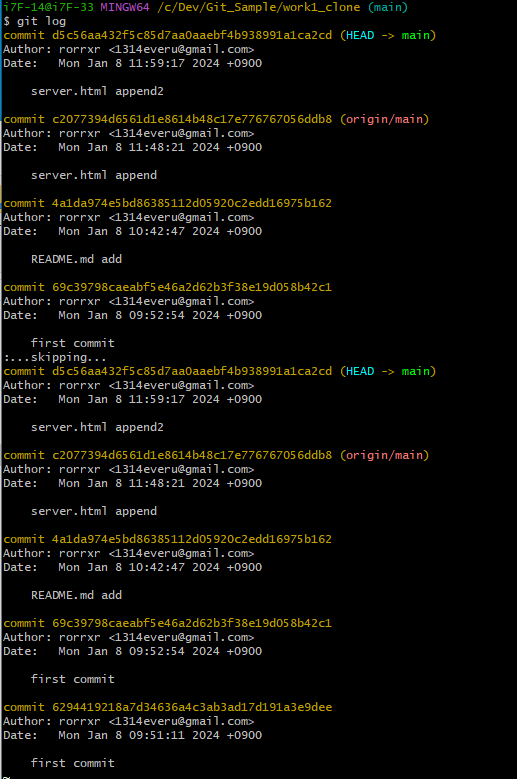 i7F-14@i7F-33 MINGW64 /c/Dev/Git_Sample/work1_clone (main)
$ git log
commit d5c56aa432f5c85d7aa0aaebf4b938991a1ca2cd (HEAD -> main)
Author: rorrxr <1314everu@gmail.com>
Date:   Mon Jan 8 11:59:17 2024 +0900

    server.html append2

commit c2077394d6561d1e8614b48c17e776767056ddb8 (origin/main)
Author: rorrxr <1314everu@gmail.com>
Date:   Mon Jan 8 11:48:21 2024 +0900

    server.html append

commit 4a1da974e5bd86385112d05920c2edd16975b162
Author: rorrxr <1314everu@gmail.com>
Date:   Mon Jan 8 10:42:47 2024 +0900

    README.md add

commit 69c39798caeabf5e46a2d62b3f38e19d058b42c1
Author: rorrxr <1314everu@gmail.com>
Date:   Mon Jan 8 09:52:54 2024 +0900

    first commit
:...skipping...
commit d5c56aa432f5c85d7aa0aaebf4b938991a1ca2cd (HEAD -> main)
Author: rorrxr <1314everu@gmail.com>
Date:   Mon Jan 8 11:59:17 2024 +0900

    server.html append2

commit c2077394d6561d1e8614b48c17e776767056ddb8 (origin/main)
Author: rorrxr <1314everu@gmail.com>
Date:   Mon Jan 8 11:48:21 2024 +0900

    server.html append

commit 4a1da974e5bd86385112d05920c2edd16975b162
Author: rorrxr <1314everu@gmail.com>
Date:   Mon Jan 8 10:42:47 2024 +0900

    README.md add

commit 69c39798caeabf5e46a2d62b3f38e19d058b42c1
Author: rorrxr <1314everu@gmail.com>
Date:   Mon Jan 8 09:52:54 2024 +0900

    first commit

commit 6294419218a7d34636a4c3ab3ad17d191a3e9dee
Author: rorrxr <1314everu@gmail.com>
Date:   Mon Jan 8 09:51:11 2024 +0900

    first commit
~